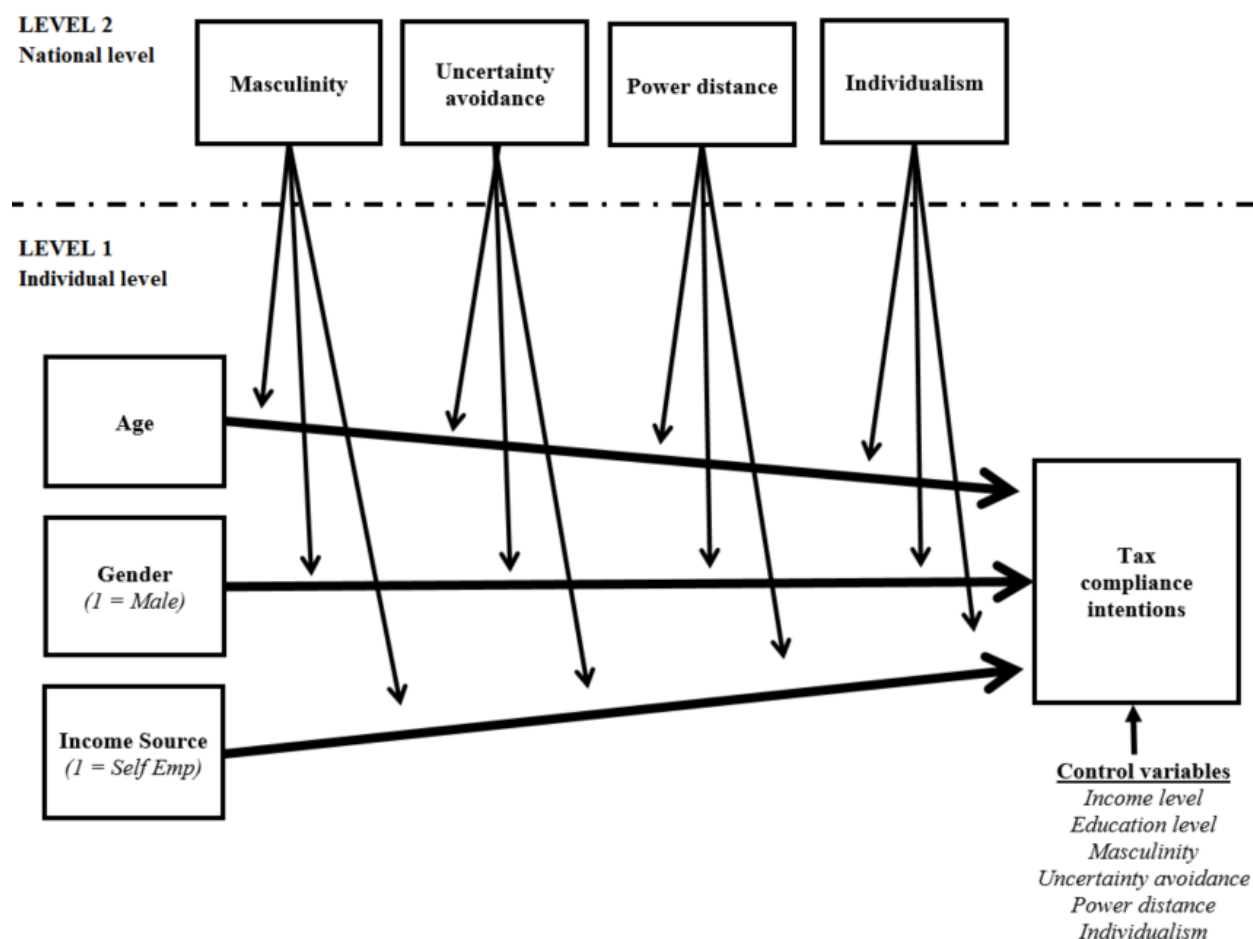 LEVEL 2
National level
Masculinity
Uncertainty
avoidance
Power distance
Individualism
LEVEL 1
Individual level
Age
Gender
(1 = Male)
Income Source
(1 = Self Emp)
Tax
compliance
intentions
Control variables
Income level
Education level
Masculinity
Uncertainty avoidance
Power distance
Individualism